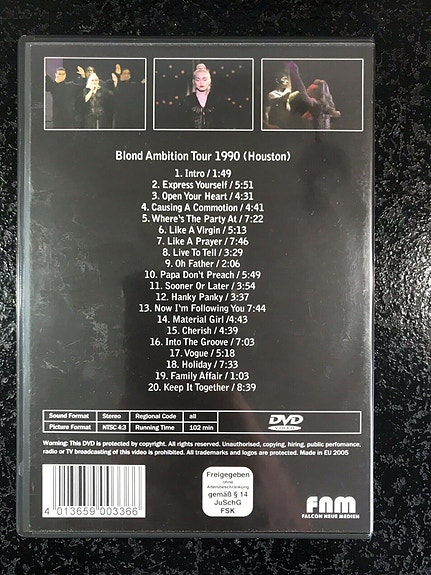 Blond Ambition Tour 1990 (Houston)
1. Intro / 1:49
2. Express Yourself / 5:51
3. Open Your Heart / 4:31
4. Causing A Commotion / 4:41
5. Where's The Party At / 7:22
6. Like A Virgin / 5:13
7. Like A Prayer / 7:46
8. Live To Tell / 3:29
9. Oh Father / 2:06
10. Papa Don't Preach / 5:49
11. Sooner Or Later / 3:54
12. Hanky Panky / 3:37
13. Now I'm Following You 7:44
14. Material Girl / 4:43
15. Cherish / 4:39
16. Into The Groove / 7:03
17. Vogue / 5:18
18. Holiday / 7:33
19. Family Affair / 1:03
20. Keep It Together / 8:39
Sound Format Stereo Regional Code all
Picture Format NTSC 4:3 Running Time 102 min
DVD
VIDEO
Warning: This DVD is protected by copyright. All rights reserved. Unauthorised, copying, hiring, public perfomance,
radio or TV broadcasting of this video is prohibited. All trademarks and logos are protected. Made in EU 2005
4 013659 003366
Freigegeben
ohne
Altersbeschränkung
gemäß § 14
JuSchG
FSK
FNM
FALCON NEUE MEDIEN